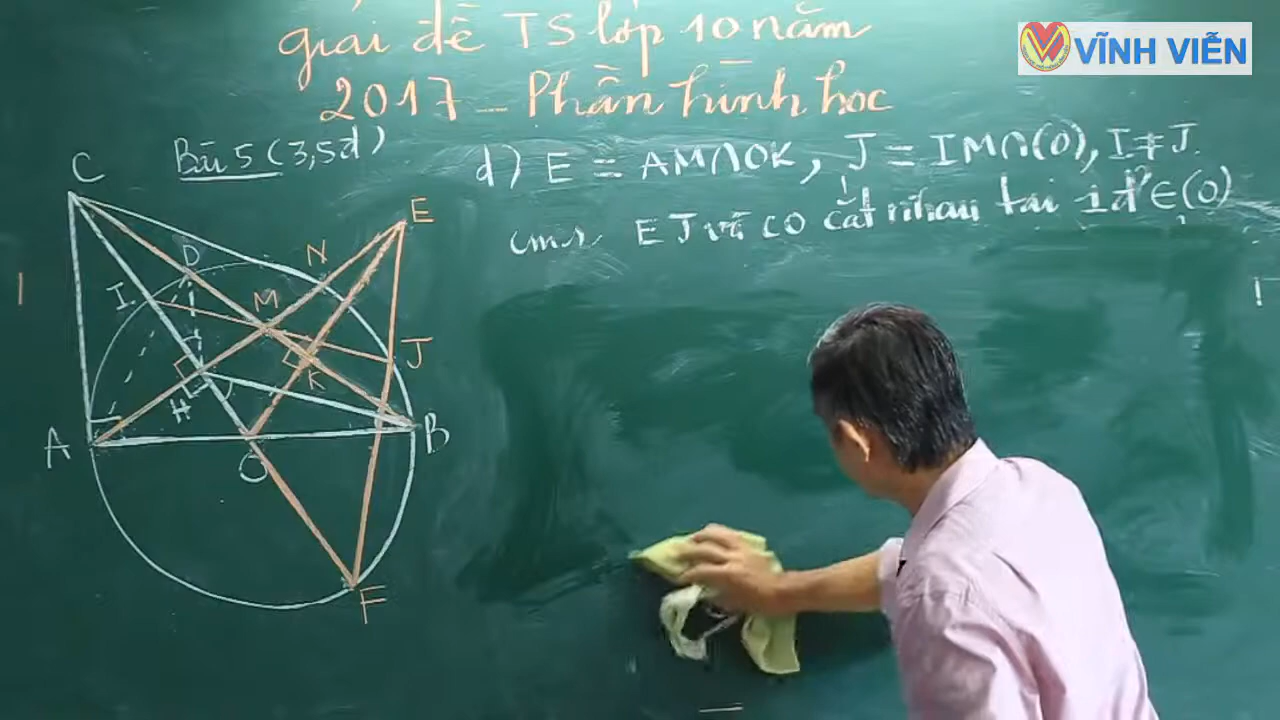 giải đề TS lớp 10 năm
2017 - Phần hình học
VĨNH VIỄN
Bài 5 (3,5đ)
d) E = AM∩OK, J = IM∩(O), I≠J.
cmr EJ và CO cắt nhau tại 1đ ∈ (O)
C
E
D
N
I
M
J
K
H
A
B
O
F